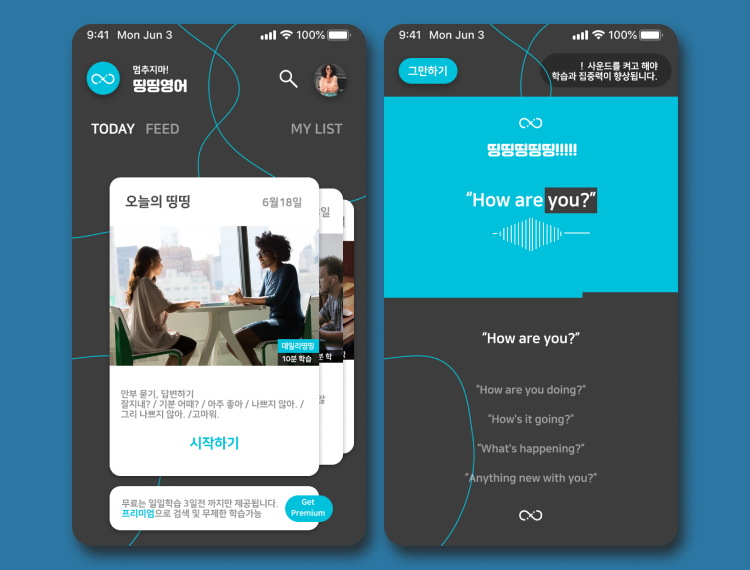 9:41 Mon Jun 3 100%
멈추지마!
띵띵영어
TODAY FEED MY LIST
오늘의 띵띵 6월18일
일
데일리띵띵
10분 학습
분 학
안부 묻기, 답변하기
잘지내? / 기분 어때? / 아주 좋아 / 나쁘지 않아. /
그리 나쁘지 않아. /고마워.
않
시작하기
무료는 일일학습 3일전 까지만 제공됩니다.
프리미엄으로 검색 및 무제한 학습가능
Get
Premium
9:41 Mon Jun 3 100%
그만하기
! 사운드를 켜고 해야
학습과 집중력이 향상됩니다.
띵띵띵띵띵!!!!!
“How are you?”
“How are you?”
“How are you doing?”
“How's it going?”
“What's happening?”
“Anything new with you?”